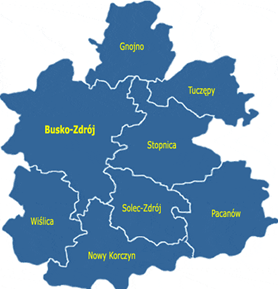 Gnojno
Tuczępy
Busko-Zdrój
Stopnica
Wiślica
Solec-Zdrój
Pacanów
Nowy Korczyn